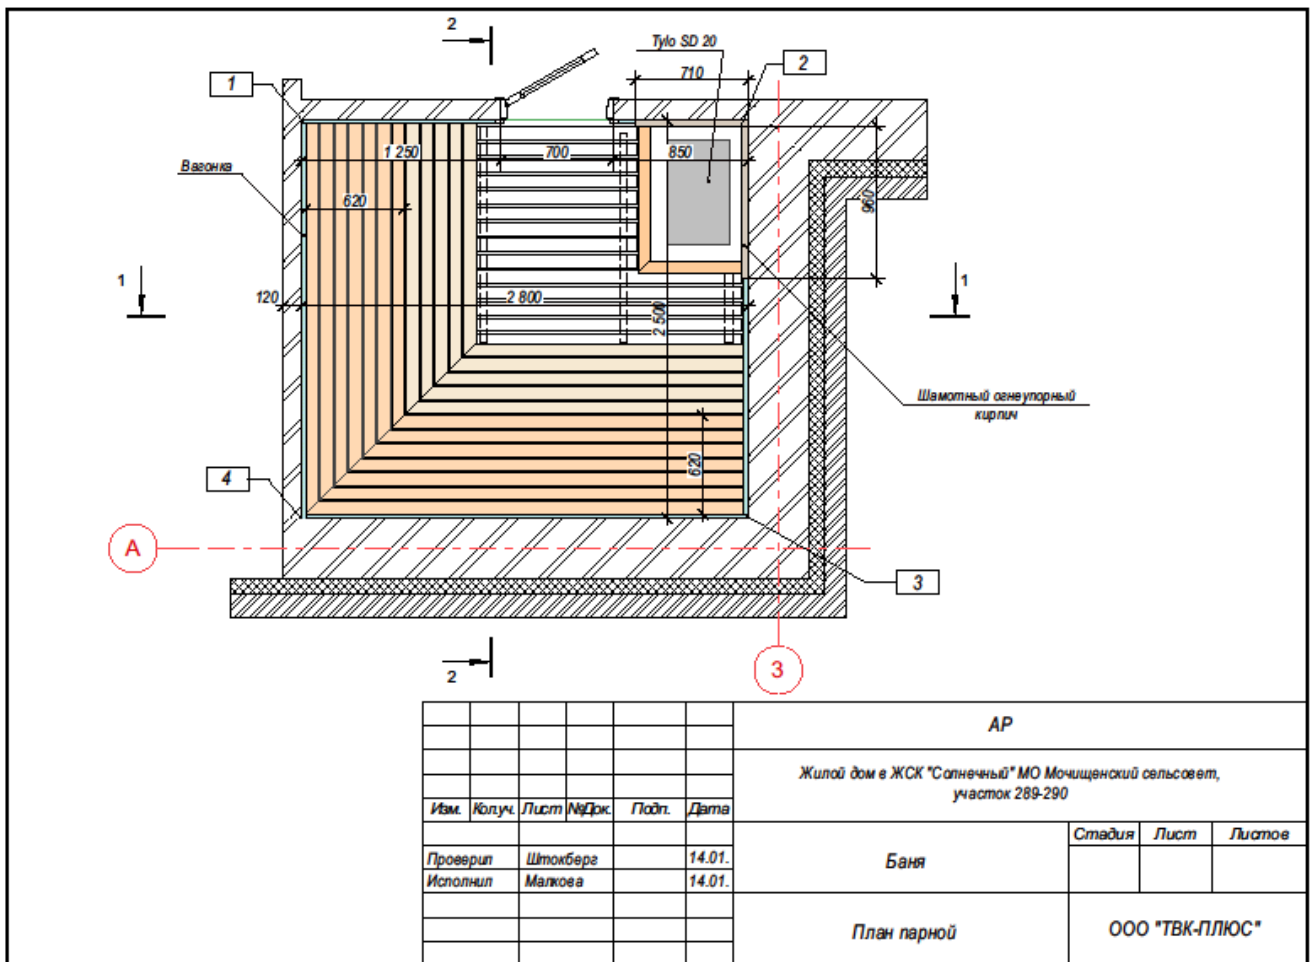 2
Tylo SD 20
710
2
1
Вагонка
1 250
700
850
620
960
1
1
120
2 800
2 500
Шамотный огнеупорный
кирпич
620
4
А
3
2
3
АР
Жилой дом в ЖСК "Солнечный" МО Мочищенский сельсовет,
участок 289-290
Изм. Кол.уч. Лист №Док. Подп. Дата
Стадия Лист Листов
Проверил Штокберг 14.01.
Баня
Исполнил Малкова 14.01.
План парной
ООО "ТВК-ПЛЮС"